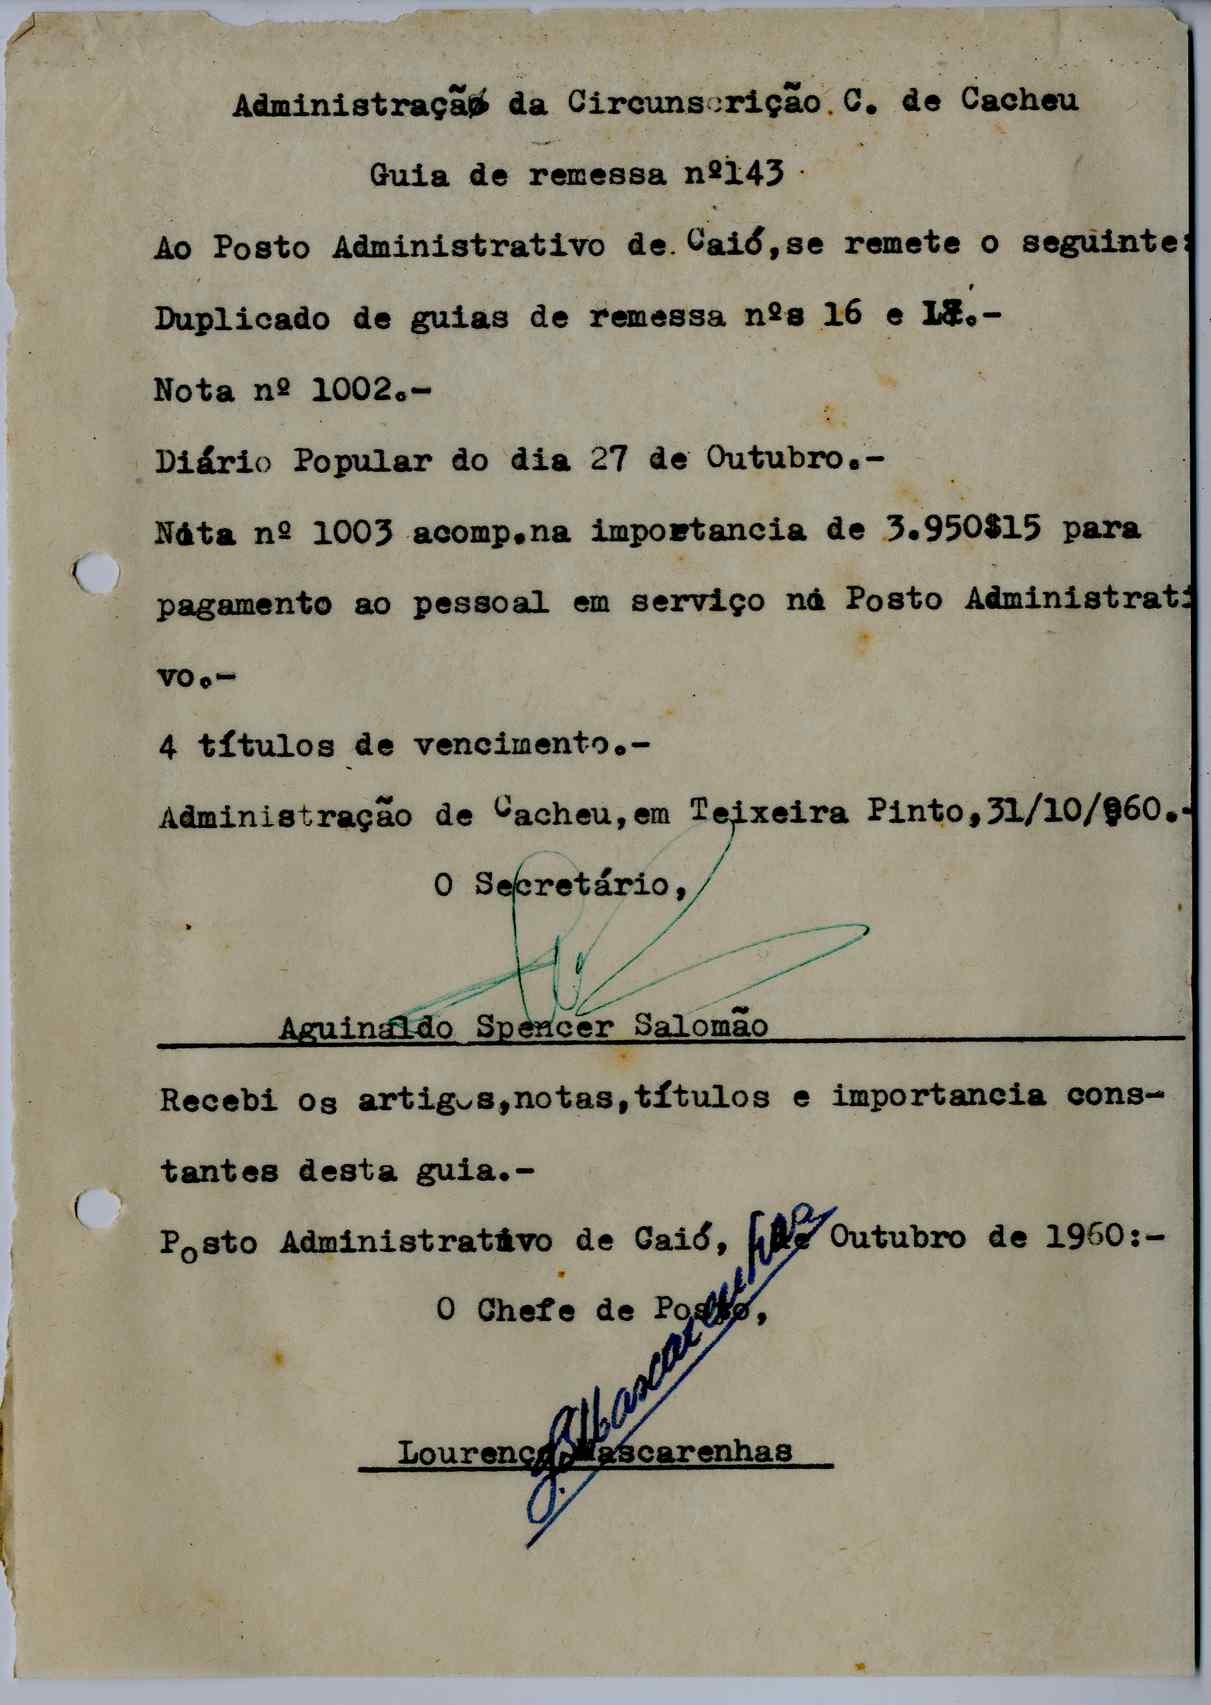 Administração da Circunscrição C. de Cacheu
Guia de remessa nº143
Ao Posto Administrativo de Caió,se remete o seguinte:
Duplicado de guias de remessa nºs 16 e .-
Nota nº 1002.-
Diário Popular do dia 27 de Outubro.-
Nota nº 1003 acomp.na importancia de 3.950$15 para
pagamento ao pessoal em serviço no Posto Administrati
vo.-
4 títulos de vencimento.-
Administração de Cacheu,em Teixeira Pinto,31/10/960.-
O Secretário,
Aguinaldo Spencer Salomão
Recebi os artigos,notas,títulos e importancia cons-
tantes desta guia.-
Posto Administrativo de Caió, de Outubro de 1960:-
O Chefe de Posto,
Lourenço Mascarenhas
L. Mascarenhas